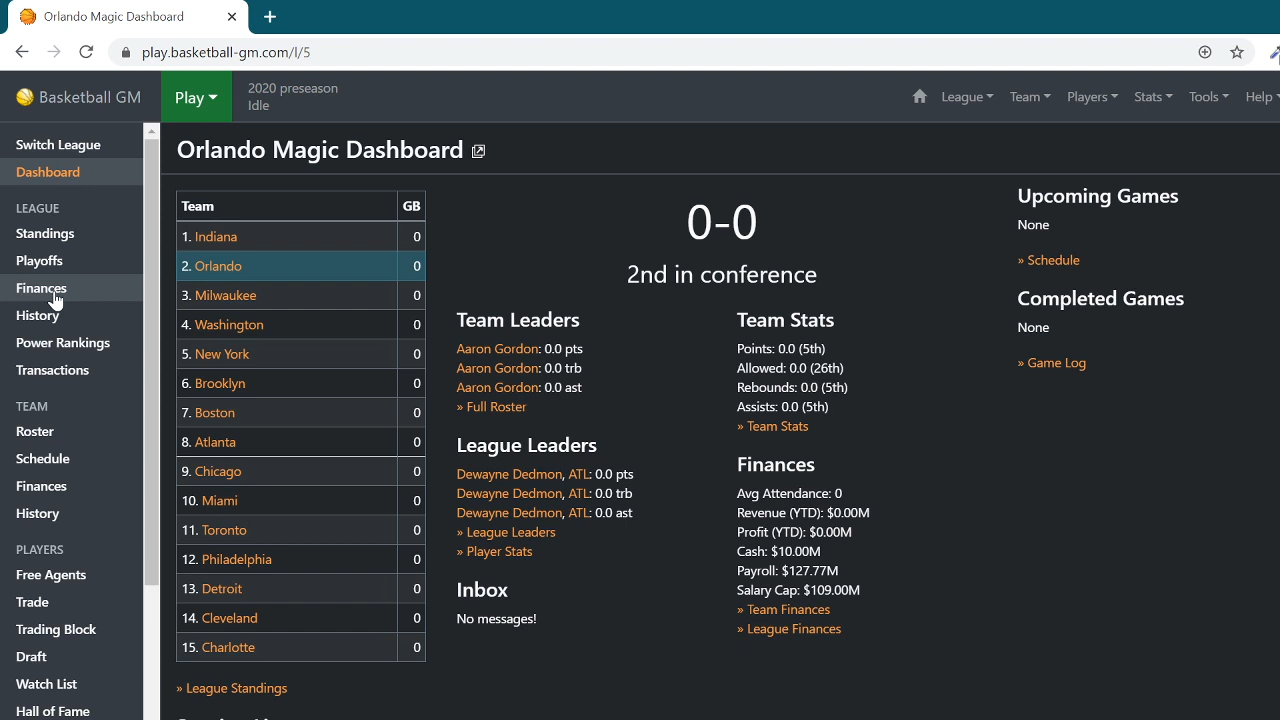 Orlando Magic Dashboard
play.basketball-gm.com/l/5
Basketball GM
Play
2020 preseason
Idle
League
Team
Players
Stats
Tools
Help
Switch League
Dashboard
LEAGUE
Standings
Playoffs
Finances
History
Power Rankings
Transactions
TEAM
Roster
Schedule
Finances
History
PLAYERS
Free Agents
Trade
Trading Block
Draft
Watch List
Hall of Fame
Orlando Magic Dashboard
Team GB
1. Indiana 0
2. Orlando 0
3. Milwaukee 0
4. Washington 0
5. New York 0
6. Brooklyn 0
7. Boston 0
8. Atlanta 0
9. Chicago 0
10. Miami 0
11. Toronto 0
12. Philadelphia 0
13. Detroit 0
14. Cleveland 0
15. Charlotte 0
» League Standings
0-0
2nd in conference
Team Leaders
Aaron Gordon: 0.0 pts
Aaron Gordon: 0.0 trb
Aaron Gordon: 0.0 ast
» Full Roster
League Leaders
Dewayne Dedmon, ATL: 0.0 pts
Dewayne Dedmon, ATL: 0.0 trb
Dewayne Dedmon, ATL: 0.0 ast
» League Leaders
» Player Stats
Inbox
No messages!
Team Stats
Points: 0.0 (5th)
Allowed: 0.0 (26th)
Rebounds: 0.0 (5th)
Assists: 0.0 (5th)
» Team Stats
Finances
Avg Attendance: 0
Revenue (YTD): $0.00M
Profit (YTD): $0.00M
Cash: $10.00M
Payroll: $127.77M
Salary Cap: $109.00M
» Team Finances
» League Finances
Upcoming Games
None
» Schedule
Completed Games
None
» Game Log